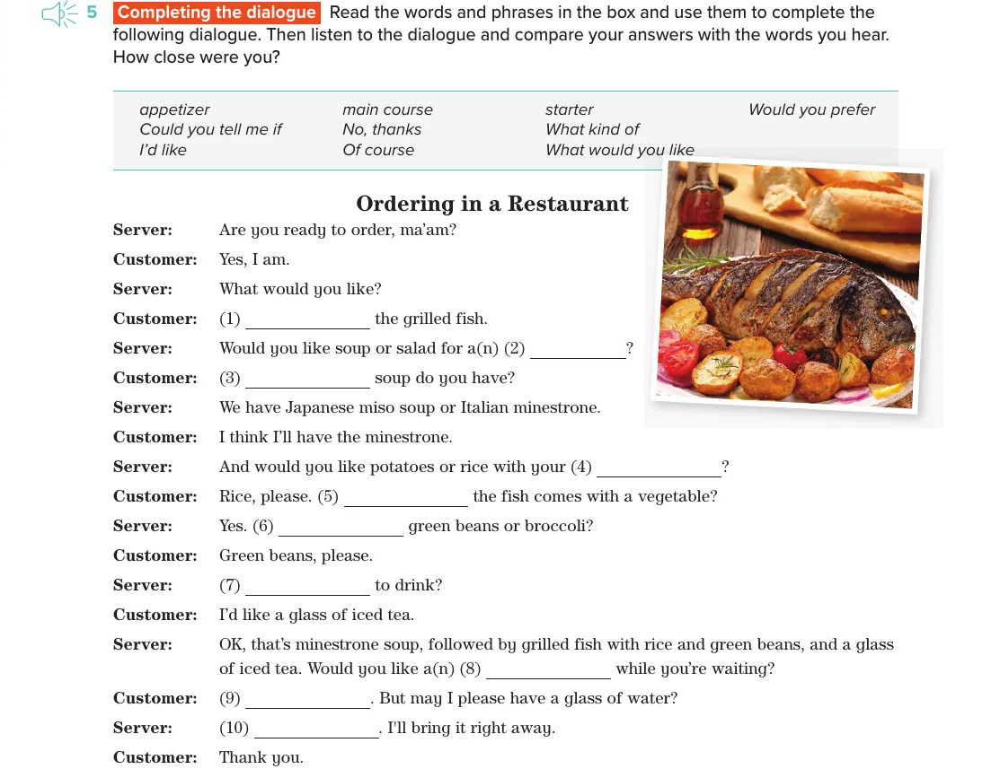 5 Completing the dialogue Read the words and phrases in the box and use them to complete the
following dialogue. Then listen to the dialogue and compare your answers with the words you hear.
How close were you?
appetizer main course starter Would you prefer
Could you tell me if No, thanks What kind of
I'd like Of course What would you like
Ordering in a Restaurant
Server: Are you ready to order, ma'am?
Customer: Yes, I am.
Server: What would you like?
Customer: (1) ______________ the grilled fish.
Server: Would you like soup or salad for a(n) (2) ___________?
Customer: (3) ______________ soup do you have?
Server: We have Japanese miso soup or Italian minestrone.
Customer: I think I'll have the minestrone.
Server: And would you like potatoes or rice with your (4) ______________?
Customer: Rice, please. (5) ______________ the fish comes with a vegetable?
Server: Yes. (6) ______________ green beans or broccoli?
Customer: Green beans, please.
Server: (7) ______________ to drink?
Customer: I'd like a glass of iced tea.
Server: OK, that's minestrone soup, followed by grilled fish with rice and green beans, and a glass
of iced tea. Would you like a(n) (8) ______________ while you're waiting?
Customer: (9) ______________. But may I please have a glass of water?
Server: (10) ______________. I'll bring it right away.
Customer: Thank you.